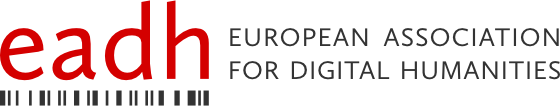 eadh
EUROPEAN ASSOCIATION
FOR DIGITAL HUMANITIES